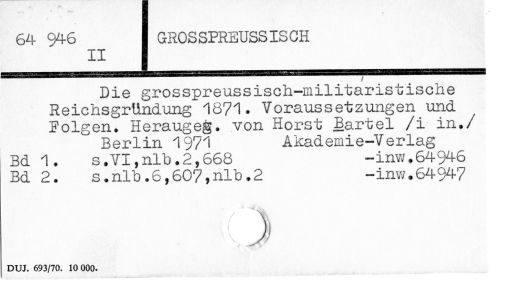 64 946
II
GROSSPREUSSISCH
Die grosspreussisch-militaristische
Reichsgründung 1871. Voraussetzungen und
Folgen. Herausgeg. von Horst Bartel /i in./
Berlin 1971 Akademie-Verlag
Bd 1. s.VI,nlb.2,668 -inw.64946
Bd 2. s.nlb.6,607,nlb.2 -inw.64947
DUJ. 693/70. 10 000.